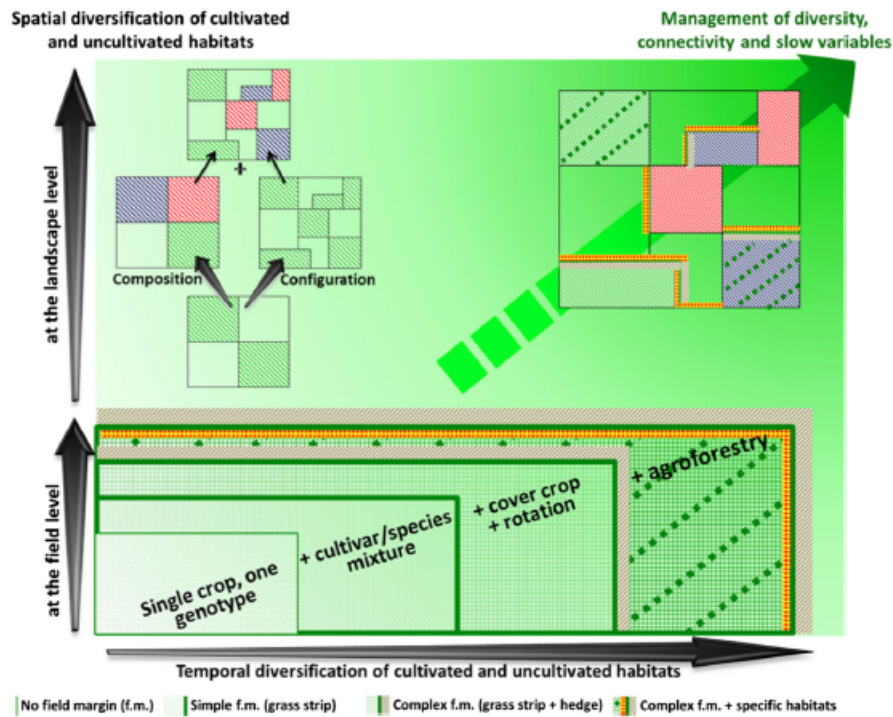 Spatial diversification of cultivated
and uncultivated habitats
Management of diversity,
connectivity and slow variables
at the landscape level
+
Composition
Configuration
at the field level
Single crop, one
genotype
+ cultivar/species
mixture
+ cover crop
+ rotation
+ agroforestry
Temporal diversification of cultivated and uncultivated habitats
No field margin (f.m.)
Simple f.m. (grass strip)
Complex f.m. (grass strip + hedge)
Complex f.m. + specific habitats